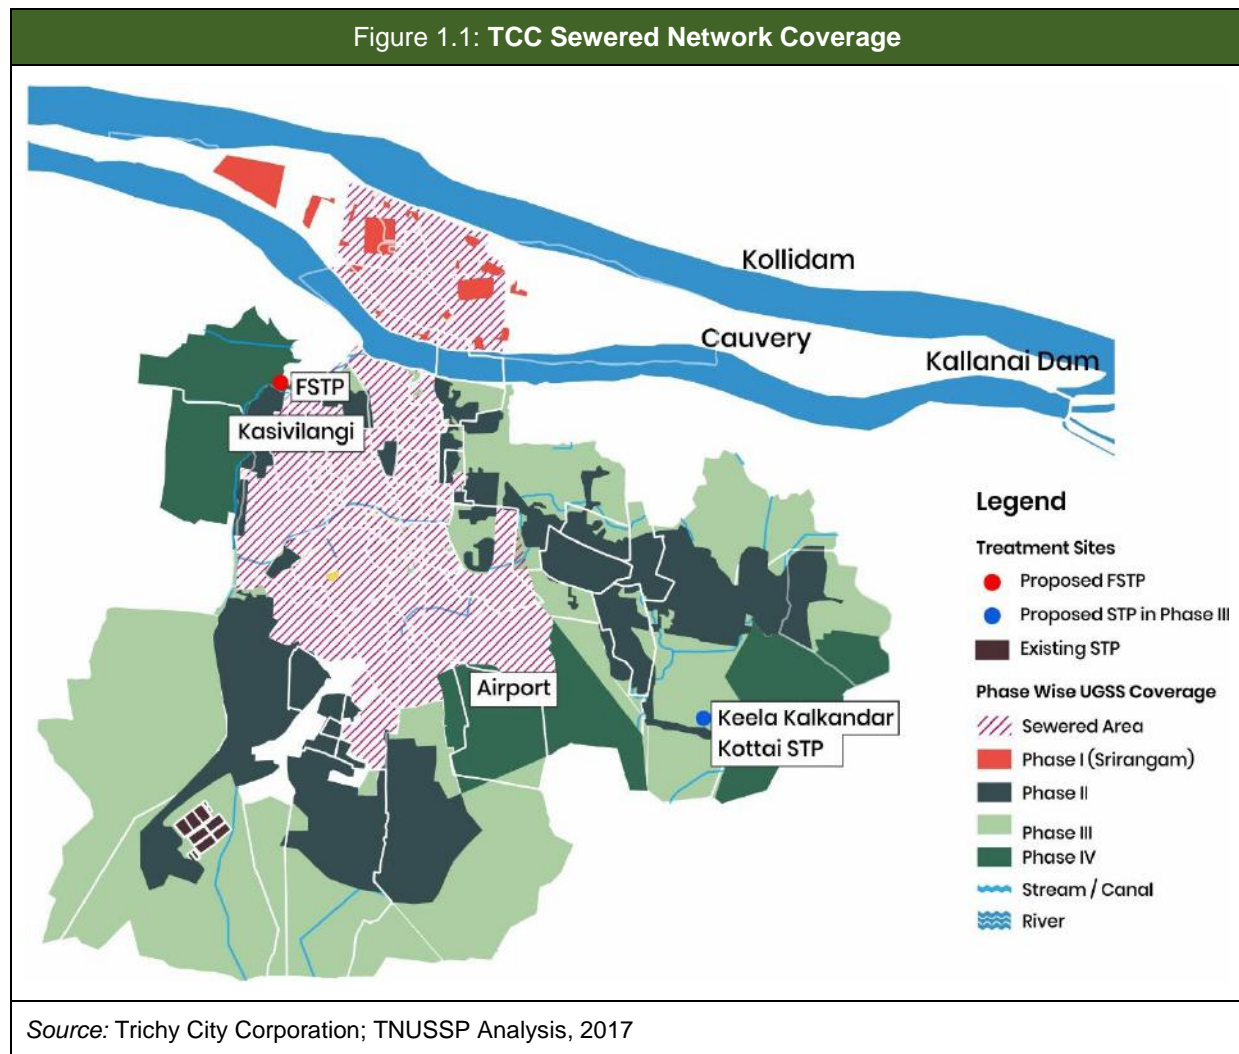 Figure 1.1: TCC Sewered Network Coverage
Kollidam
Cauvery
Kallanai Dam
FSTP
Kasivilangi
Airport
Keela Kalkandar
Kottai STP
Legend
Treatment Sites
Proposed FSTP
Proposed STP in Phase III
Existing STP
Phase Wise UGSS Coverage
Sewered Area
Phase I (Srirangam)
Phase II
Phase III
Phase IV
Stream / Canal
River
Source: Trichy City Corporation; TNUSSP Analysis, 2017